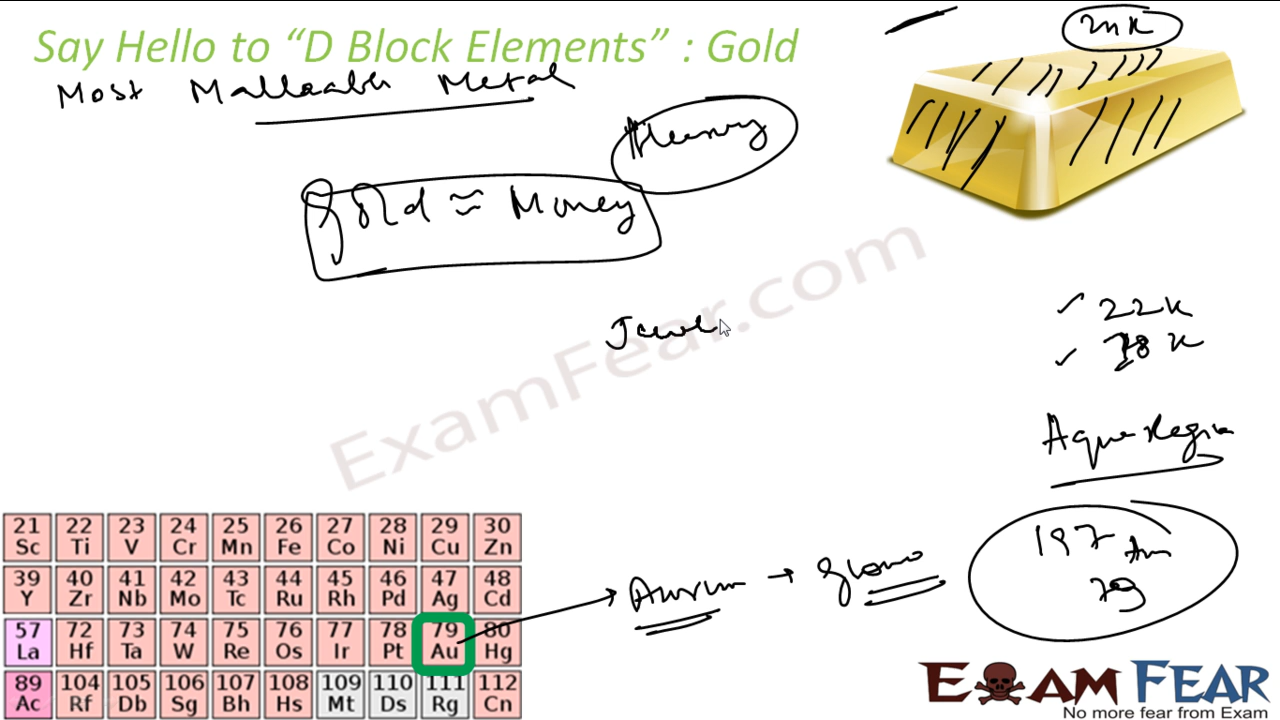 Say Hello to “D Block Elements” : Gold
Most Malleable Metal
Gold ≈ Money
ExamFear.com
22K
18K
Aqua Regia
197
79
Aurum →
21 22 23 24 25 26 27 28 29 30
Sc Ti V Cr Mn Fe Co Ni Cu Zn
39 40 41 42 43 44 45 46 47 48
Y Zr Nb Mo Tc Ru Rh Pd Ag Cd
57 72 73 74 75 76 77 78 79 80
La Hf Ta W Re Os Ir Pt Au Hg
89 104 105 106 107 108 109 110 111 112
Ac Rf Db Sg Bh Hs Mt Ds Rg Cn
EXAM FEAR
No more fear from Exam